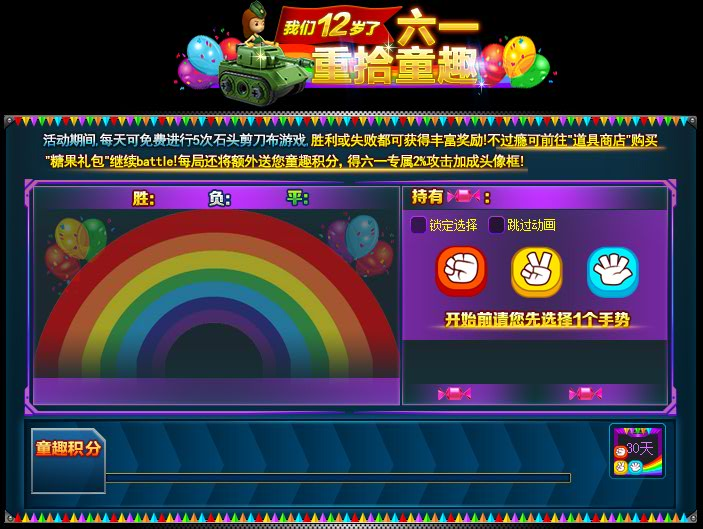 我们12岁了
六一
重拾童趣
活动期间,每天可免费进行5次石头剪刀布游戏,胜利或失败都可获得丰富奖励!不过瘾可前往"道具商店"购买
"糖果礼包"继续battle!每局还将额外送您童趣积分,得六一专属2%攻击加成头像框!
胜: 负: 平:
持有 :
锁定选择 跳过动画
开始前请您先选择1个手势
童趣积分
30天